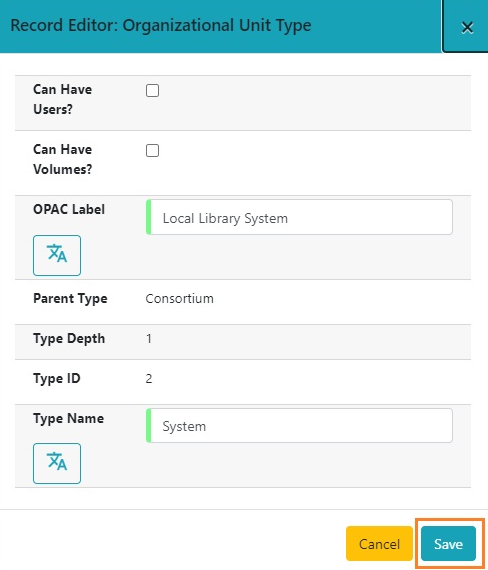 Record Editor: Organizational Unit Type
×
Can Have
Users?
Can Have
Volumes?
OPAC Label
Local Library System
Parent Type
Consortium
Type Depth
1
Type ID
2
Type Name
System
Cancel
Save